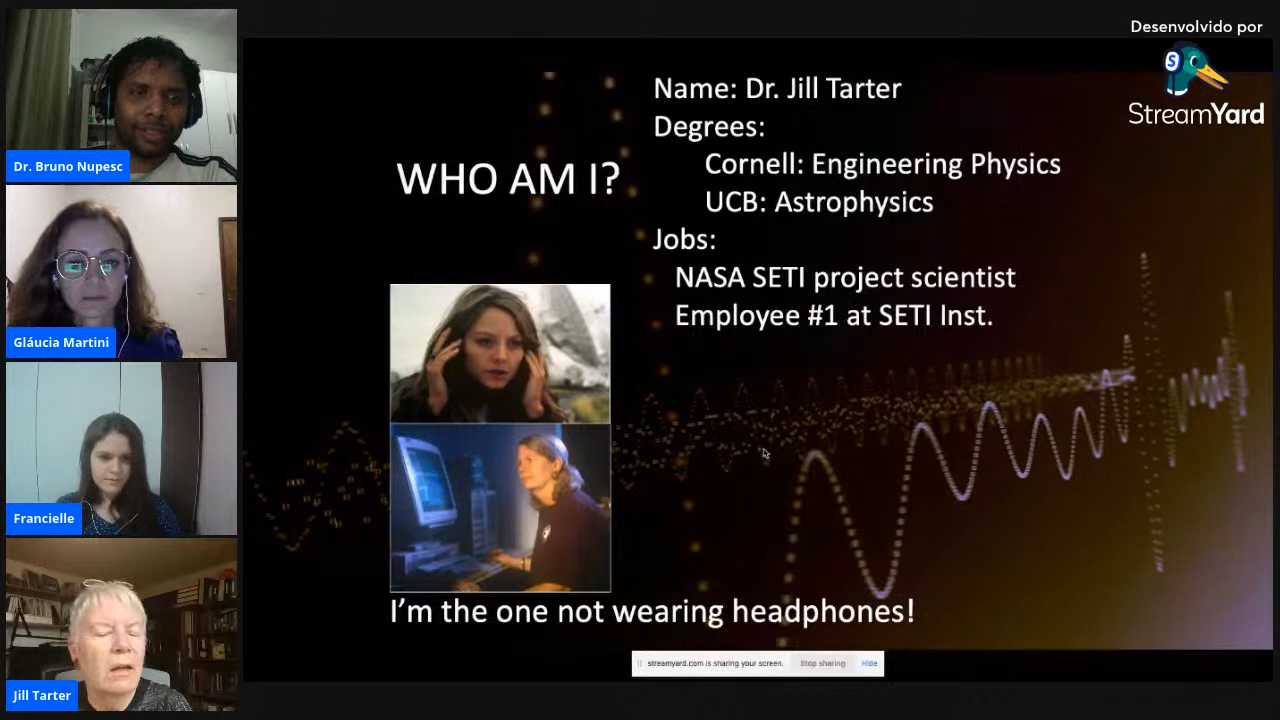 Desenvolvido por
StreamYard
Dr. Bruno Nupesc
Gláucia Martini
Francielle
Jill Tarter
WHO AM I?
Name: Dr. Jill Tarter
Degrees:
Cornell: Engineering Physics
UCB: Astrophysics
Jobs:
NASA SETI project scientist
Employee #1 at SETI Inst.
I'm the one not wearing headphones!
streamyard.com is sharing your screen. Stop sharing Hide